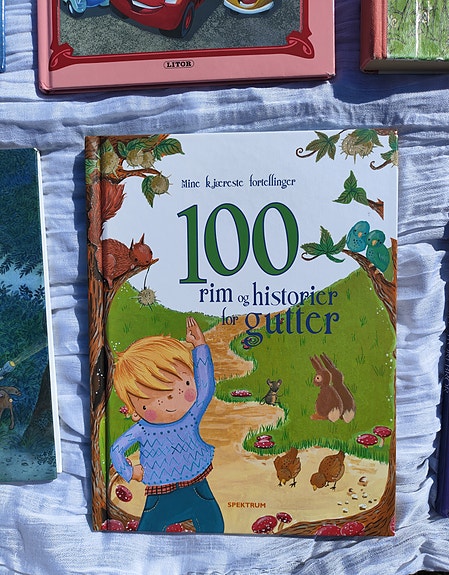 LITOR
Mine kjæreste fortellinger
100
rim og historier
for gutter
SPEKTRUM